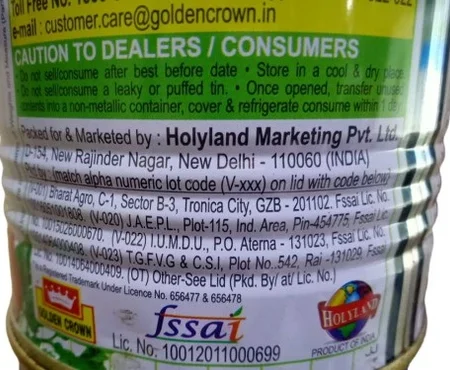 Toll Free No.
e-mail : customer.care@goldencrown.in
CAUTION TO DEALERS / CONSUMERS
• Do not sell/consume after best before date • Store in a cool & dry place.
• Do not sell/consume a leaky or puffed tin. • Once opened, transfer unused
contents into a non-metallic container, cover & refrigerate consume within 1 day
Packed for & Marketed by : Holyland Marketing Pvt. Ltd.
D-154, New Rajinder Nagar, New Delhi - 110060 (INDIA)
(match alpha numeric lot code (V-xxx) on lid with code below)
Bharat Agro, C-1, Sector B-3, Tronica City, GZB - 201102. Fssai Lic.
(V-020) J.A.E.P.L., Plot-115, Ind. Area, Pin-454775, Fssai Lic.
(V-022) I.U.M.D.U., P.O. Aterna - 131023, Fssai Lic.
(V-023) T.G.F.V.G & C.S.I, Plot No..542, Rai -131029. Fssai
Lic. No. 10014064000409. (OT) Other-See Lid (Pkd. By/ at/ Lic. No.)
Registered Trademark Under Licence No. 656477 & 656478
GOLDEN CROWN
fssai
HOLYLAND
PRODUCT OF INDIA
Lic. No. 10012011000699